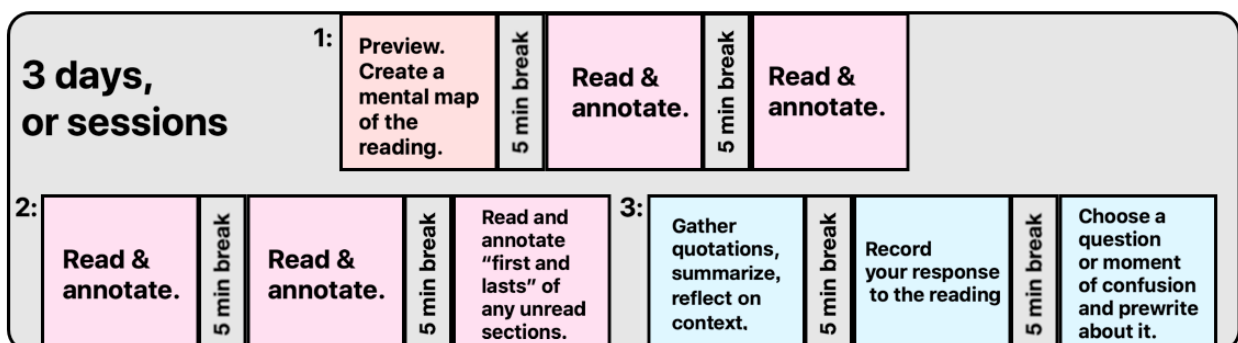 3 days,
or sessions
1:
Preview.
Create a
mental map
of the
reading.
5 min break
Read &
annotate.
5 min break
Read &
annotate.
2:
Read &
annotate.
5 min break
Read &
annotate.
5 min break
Read and
annotate
“first and
lasts” of
any unread
sections.
3:
Gather
quotations,
summarize,
reflect on
context.
5 min break
Record
your response
to the reading
5 min break
Choose a
question
or moment
of confusion
and prewrite
about it.